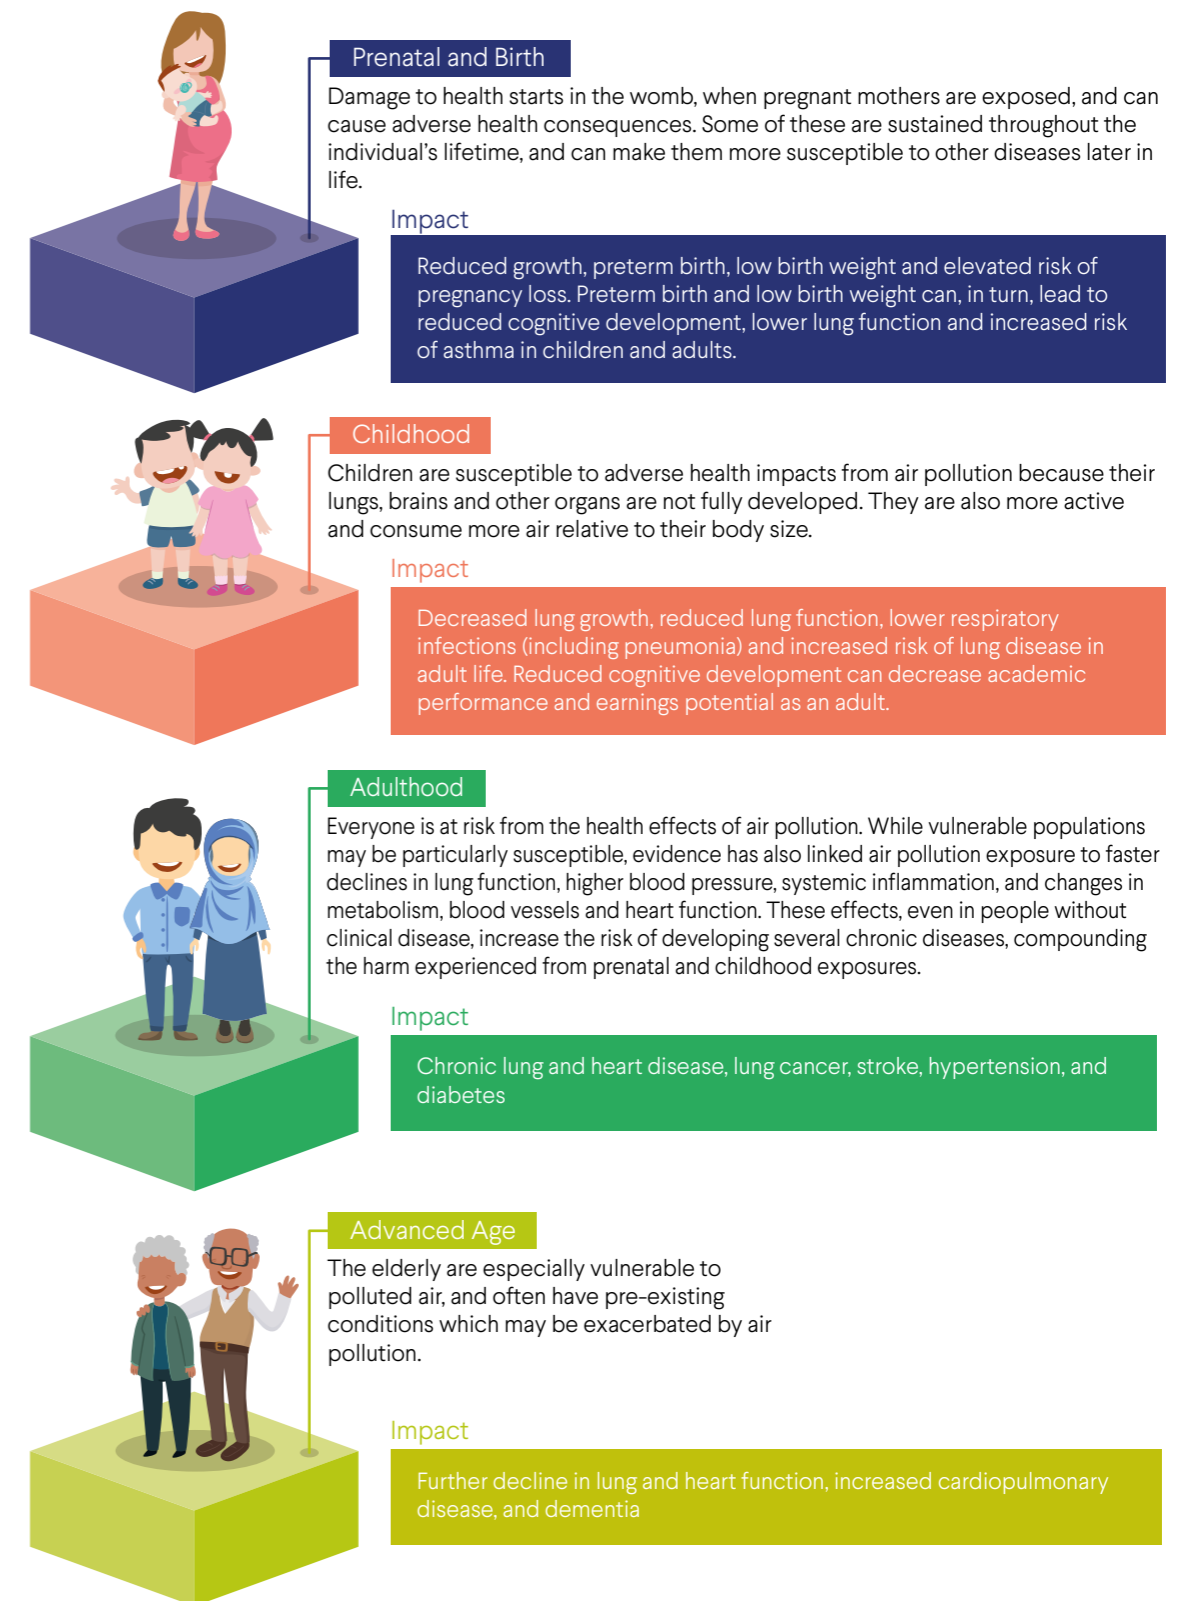 Prenatal and Birth
Damage to health starts in the womb, when pregnant mothers are exposed, and can
cause adverse health consequences. Some of these are sustained throughout the
individual's lifetime, and can make them more susceptible to other diseases later in
life.
Impact
Reduced growth, preterm birth, low birth weight and elevated risk of
pregnancy loss. Preterm birth and low birth weight can, in turn, lead to
reduced cognitive development, lower lung function and increased risk
of asthma in children and adults.
Childhood
Children are susceptible to adverse health impacts from air pollution because their
lungs, brains and other organs are not fully developed. They are also more active
and consume more air relative to their body size.
Impact
Decreased lung growth, reduced lung function, lower respiratory
infections (including pneumonia) and increased risk of lung disease in
adult life. Reduced cognitive development can decrease academic
performance and earnings potential as an adult.
Adulthood
Everyone is at risk from the health effects of air pollution. While vulnerable populations
may be particularly susceptible, evidence has also linked air pollution exposure to faster
declines in lung function, higher blood pressure, systemic inflammation, and changes in
metabolism, blood vessels and heart function. These effects, even in people without
clinical disease, increase the risk of developing several chronic diseases, compounding
the harm experienced from prenatal and childhood exposures.
Impact
Chronic lung and heart disease, lung cancer, stroke, hypertension, and
diabetes
Advanced Age
The elderly are especially vulnerable to
polluted air, and often have pre-existing
conditions which may be exacerbated by air
pollution.
Impact
Further decline in lung and heart function, increased cardiopulmonary
disease, and dementia